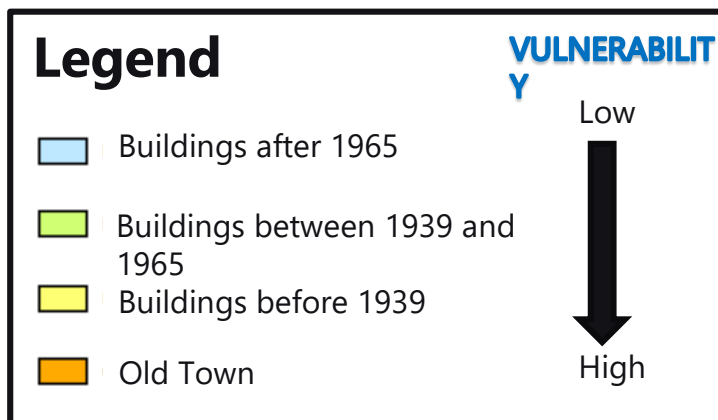 Legend
VULNERABILIT
Y
Low
Buildings after 1965
Buildings between 1939 and
1965
Buildings before 1939
Old Town
High